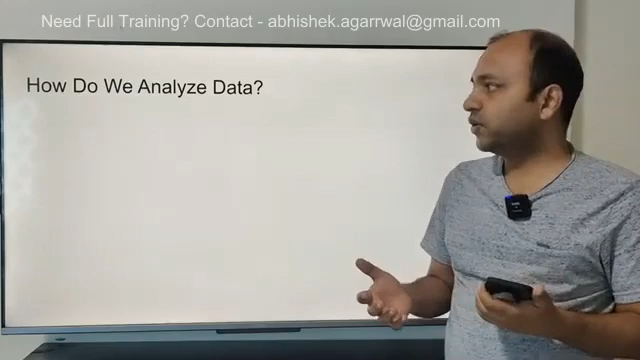 Need Full Training? Contact - abhishek.agarrwal@gmail.com
How Do We Analyze Data?